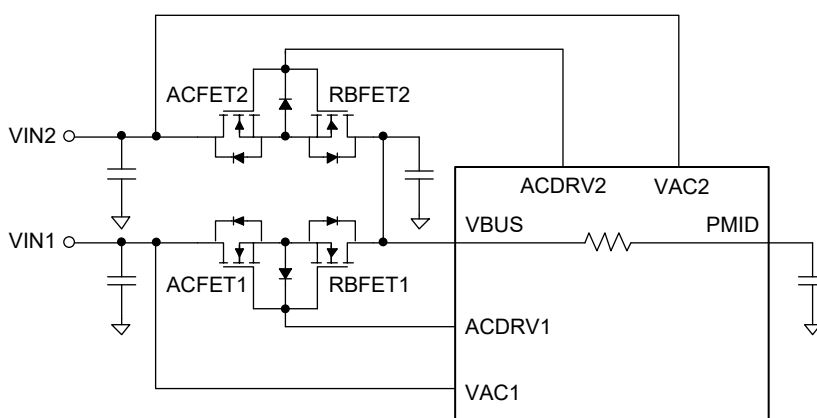 ACFET2
RBFET2
VIN2
ACDRV2
VAC2
VBUS
PMID
VIN1
ACFET1
RBFET1
ACDRV1
VAC1